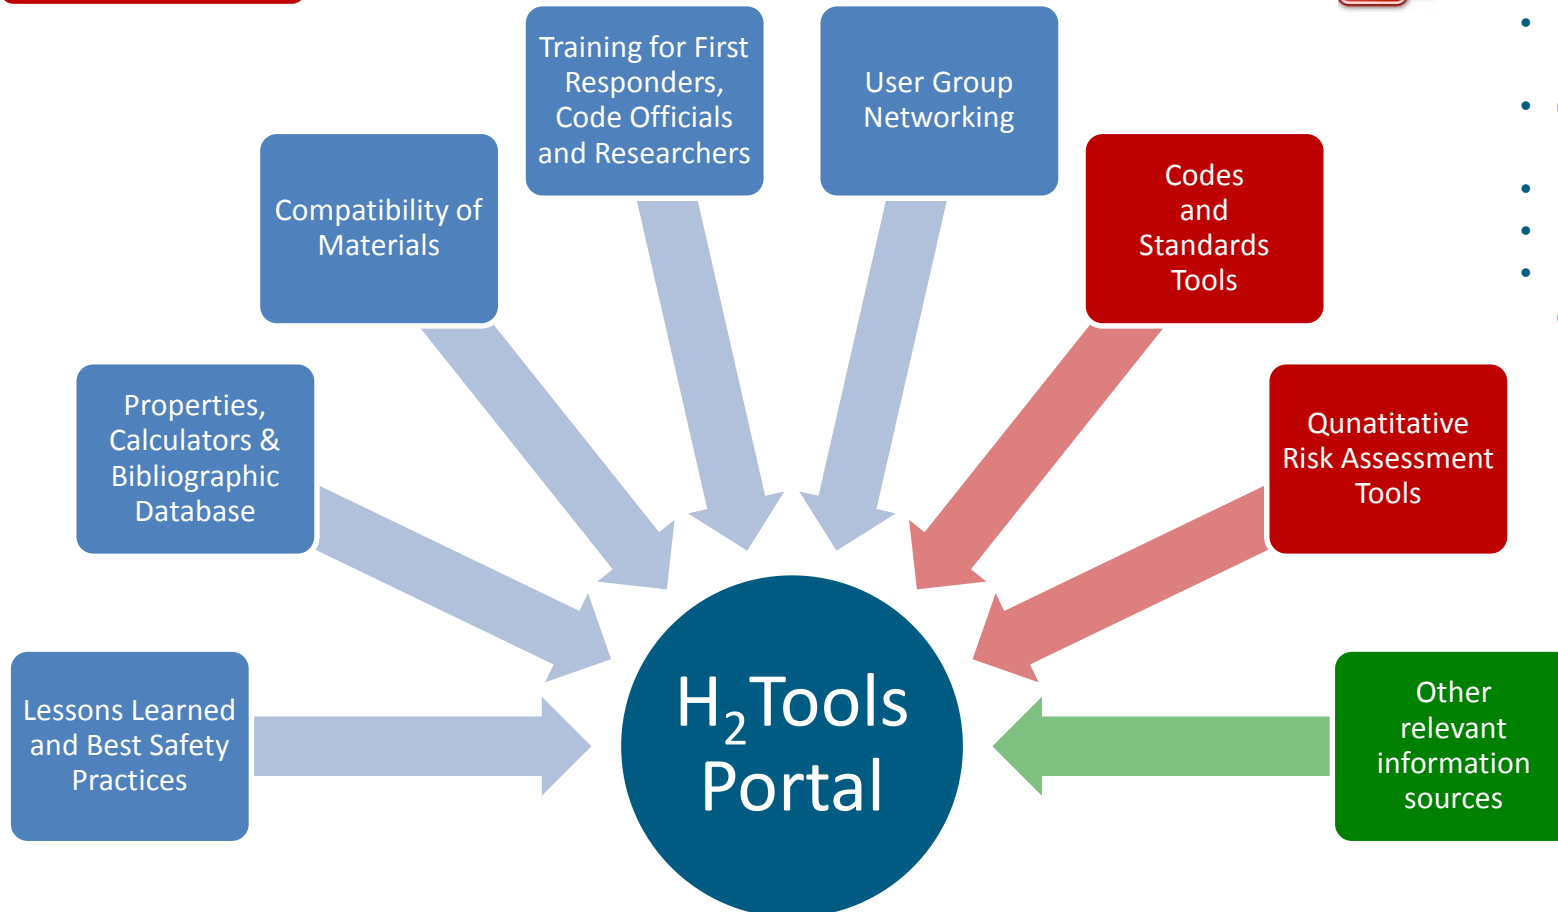 Training for First
Responders,
Code Officials
and Researchers
User Group
Networking
Compatibility of
Materials
Codes
and
Standards
Tools
Properties,
Calculators &
Bibliographic
Database
Qunatitative
Risk Assessment
Tools
Lessons Learned
and Best Safety
Practices
H₂Tools
Portal
Other
relevant
information
sources